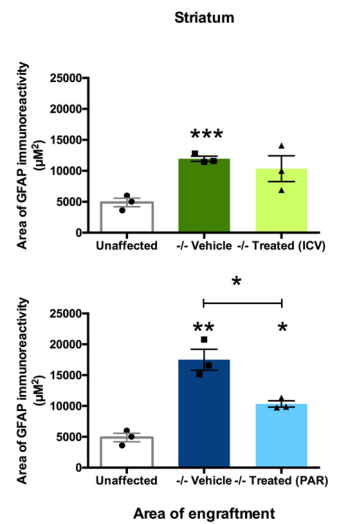 Striatum
Area of GFAP immunoreactivity
(µM²)
25000
20000
15000
10000
5000
0
***
Unaffected
-/- Vehicle
-/- Treated (ICV)
Area of GFAP immunoreactivity
(µM²)
25000
20000
15000
10000
5000
0
*
**
*
Unaffected
-/- Vehicle
-/- Treated (PAR)
Area of engraftment